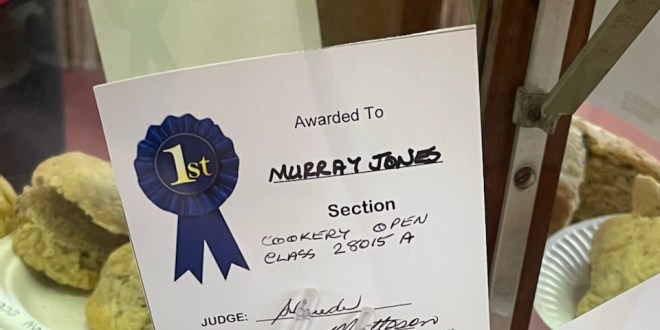 1st
Awarded To
MURRAY JONES
Section
COOKERY OPEN
CLASS 28015 A
JUDGE: